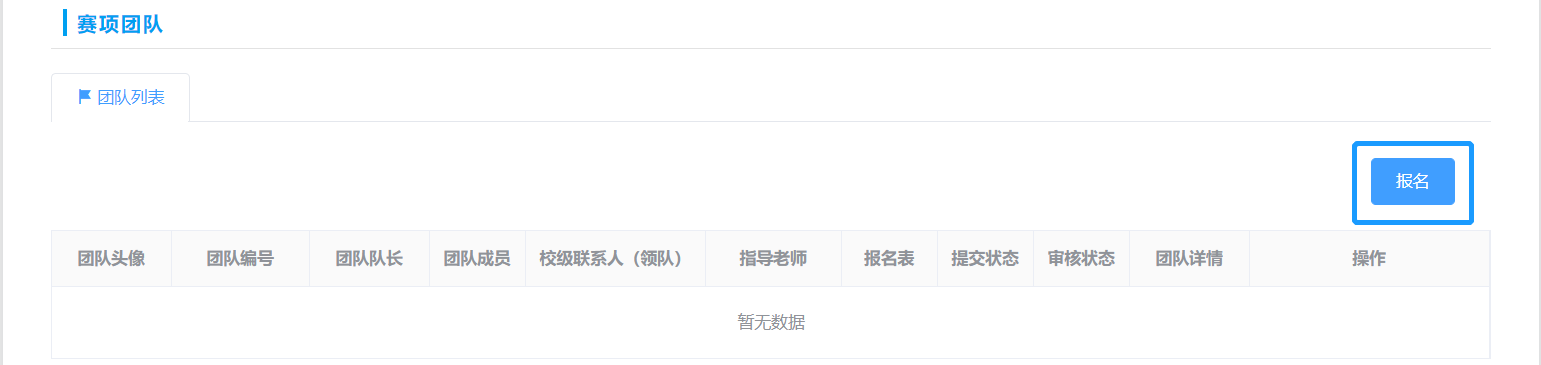 赛项团队
团队列表
报名
团队头像 团队编号 团队队长 团队成员 校级联系人（领队） 指导老师 报名表 提交状态 审核状态 团队详情 操作
暂无数据